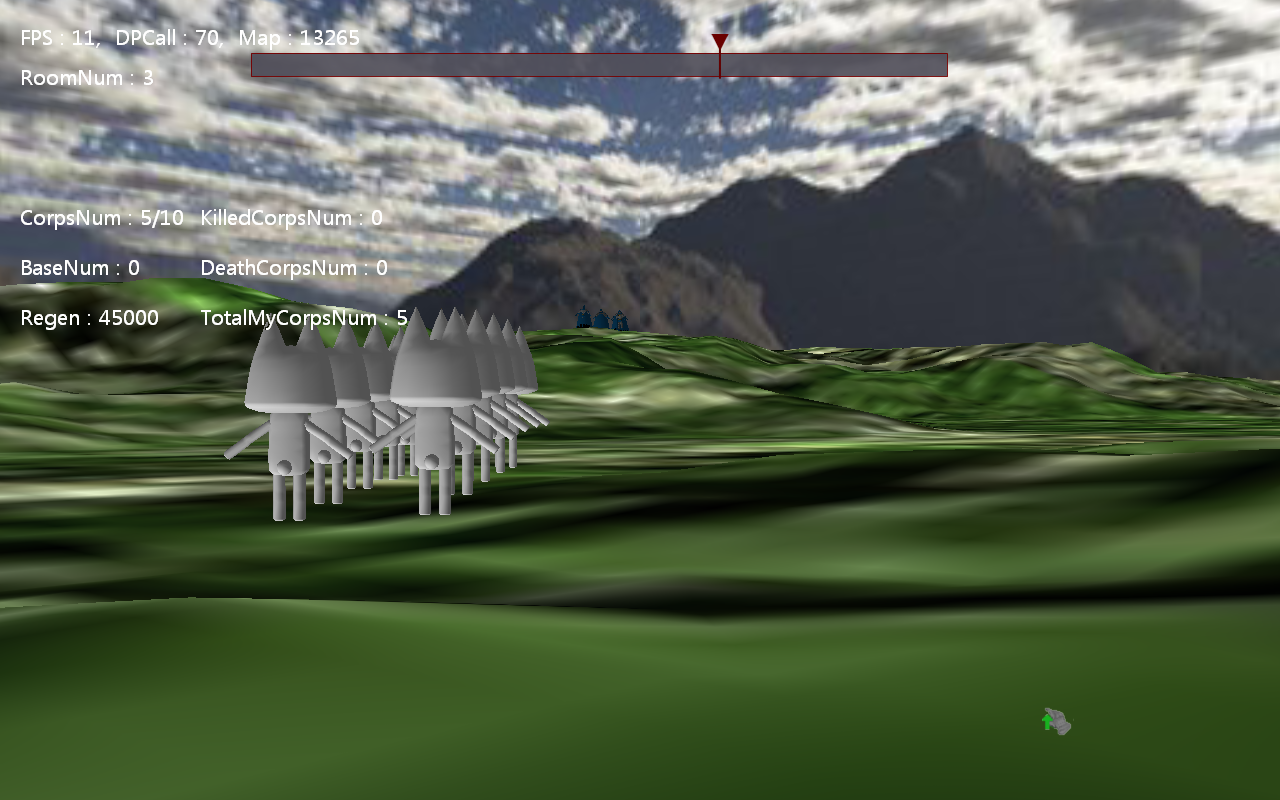 FPS : 11, DPCall : 70, Map : 13265
RoomNum : 3
CorpsNum : 5/10 KilledCorpsNum : 0
BaseNum : 0 DeathCorpsNum : 0
Regen : 45000 TotalMyCorpsNum : 5